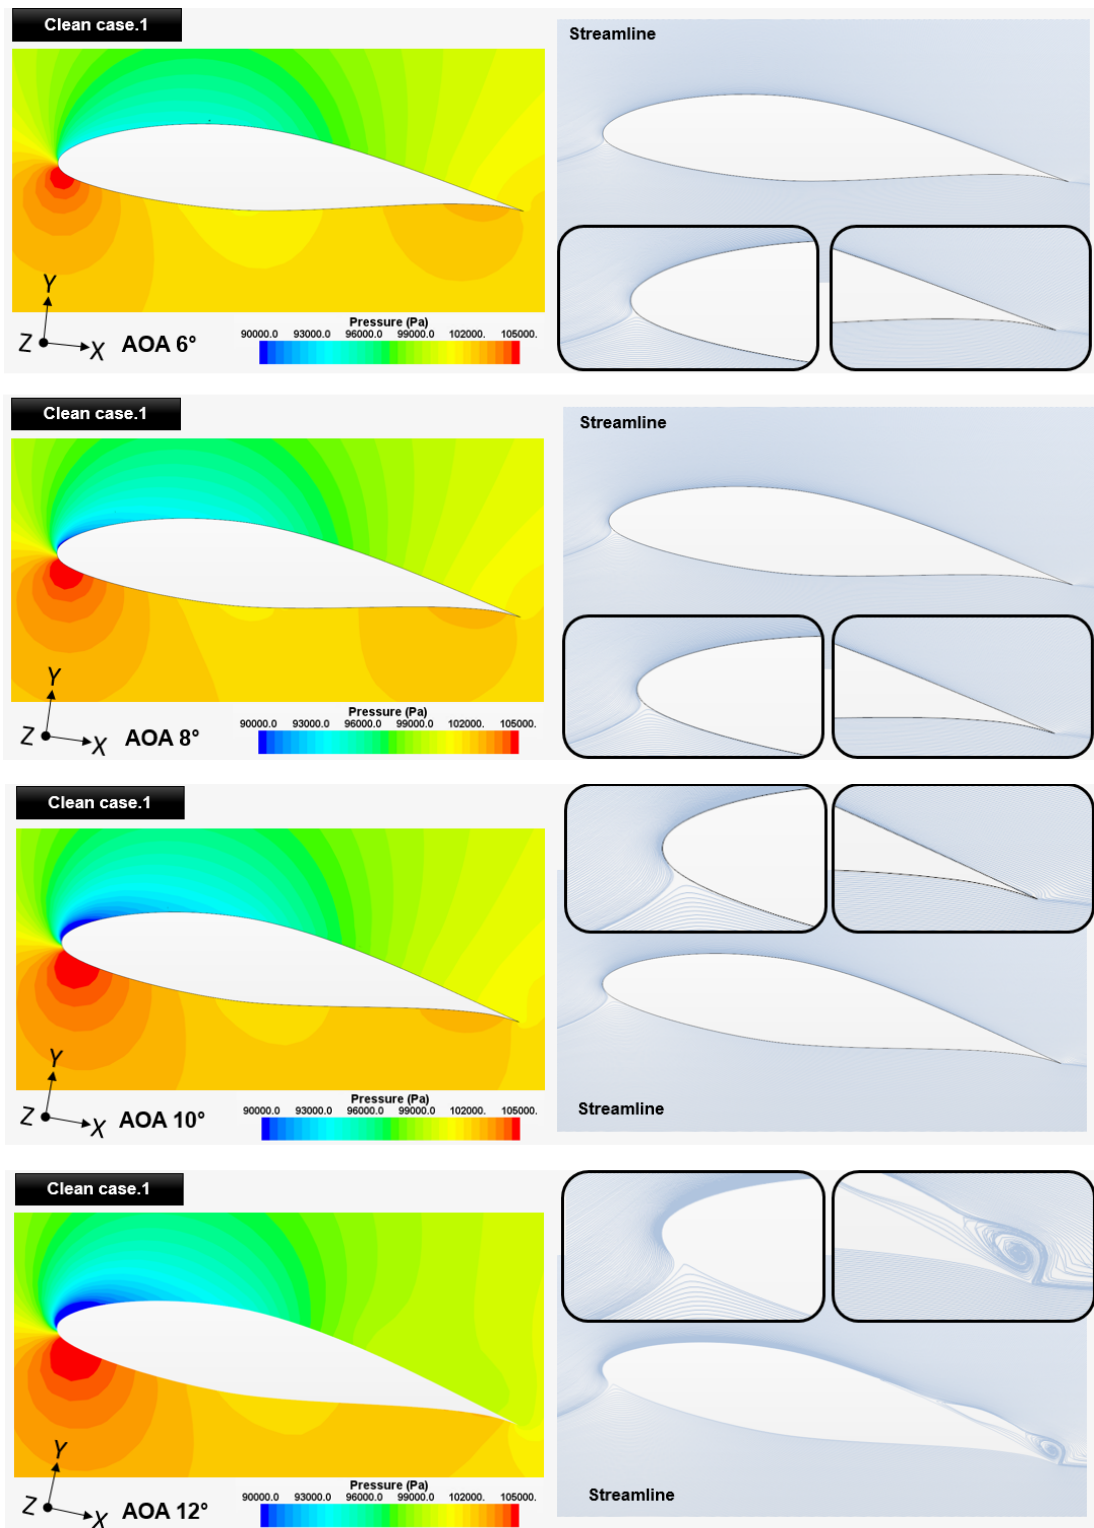 Clean case.1
Streamline
Y
Z X AOA 6°
Pressure (Pa)
90000.0 93000.0 96000.0 99000.0 102000. 105000.
Clean case.1
Streamline
Y
Z X AOA 8°
Pressure (Pa)
90000.0 93000.0 96000.0 99000.0 102000. 105000.
Clean case.1
Y
Z X AOA 10°
Pressure (Pa)
90000.0 93000.0 96000.0 99000.0 102000. 105000.
Streamline
Clean case.1
Y
Z X AOA 12°
Pressure (Pa)
90000.0 93000.0 96000.0 99000.0 102000. 105000.
Streamline